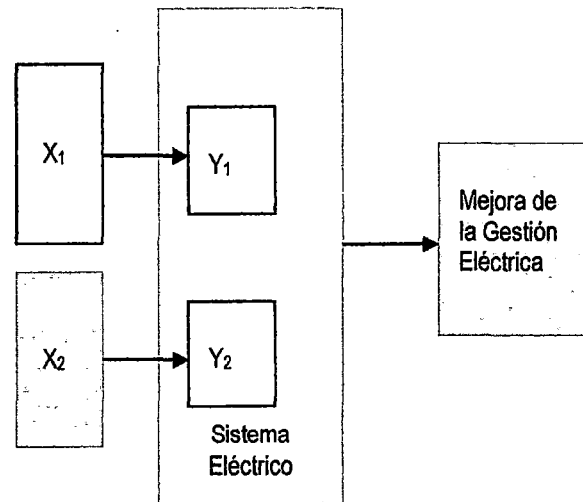 X₁
Y₁
Mejora de
la Gestión
Eléctrica
X₂
Y₂
Sistema
Eléctrico